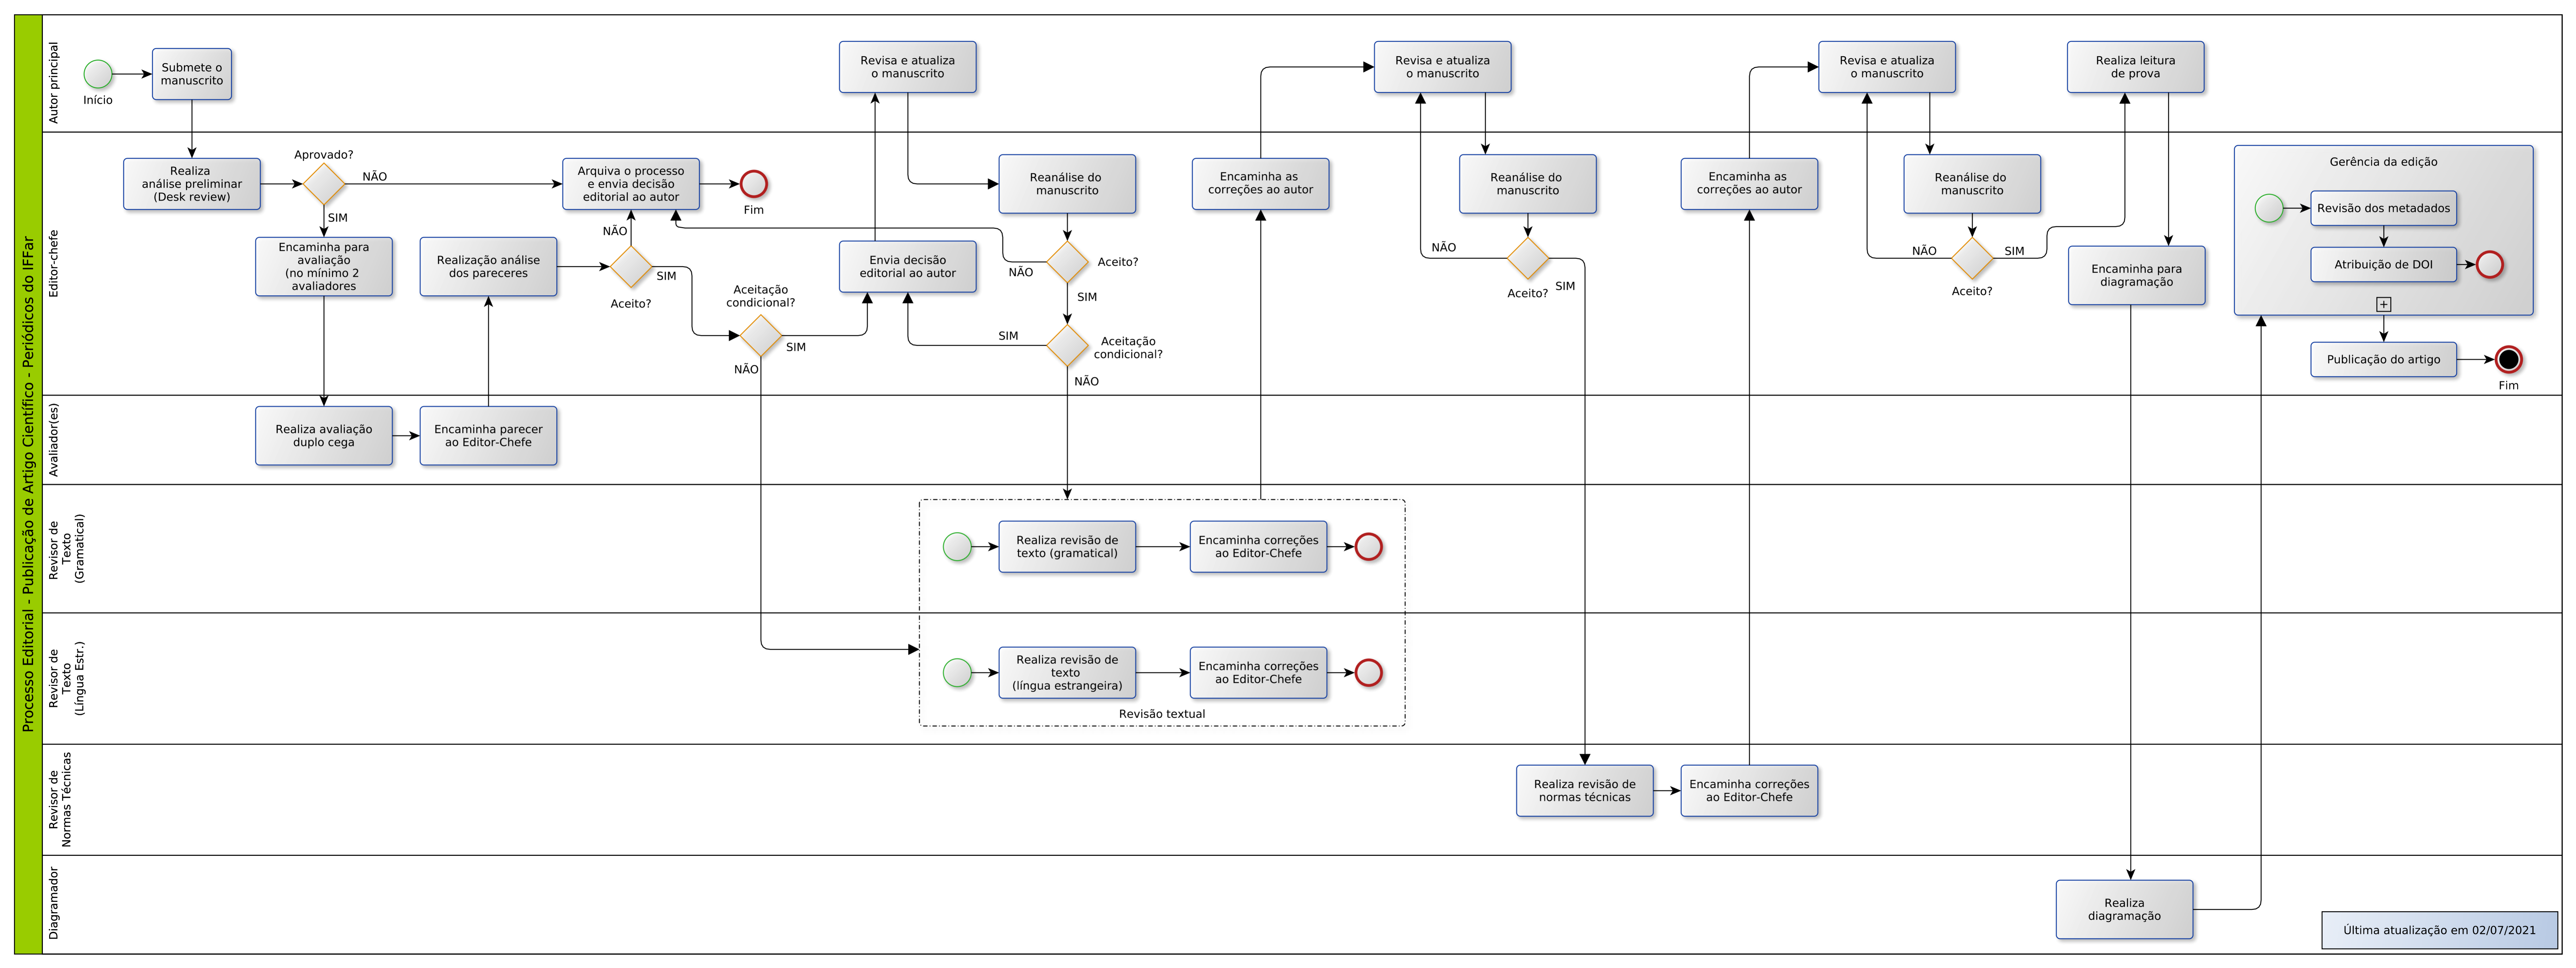 Processo Editorial - Publicação de Artigo Científico - Periódicos do IFFar
Autor principal
Início
Submete o
manuscrito
Revisa e atualiza
o manuscrito
Revisa e atualiza
o manuscrito
Revisa e atualiza
o manuscrito
Realiza leitura
de prova
Editor-chefe
Realiza
análise preliminar
(Desk review)
Aprovado?
NÃO
SIM
Encaminha para
avaliação
(no mínimo 2
avaliadores
Realização análise
dos pareceres
Arquiva o processo
e envia decisão
editorial ao autor
Fim
NÃO
SIM
Aceito?
Aceitação
condicional?
SIM
NÃO
Envia decisão
editorial ao autor
Reanálise do
manuscrito
Aceito?
NÃO
SIM
SIM
Aceitação
condicional?
NÃO
Encaminha as
correções ao autor
Reanálise do
manuscrito
NÃO
Aceito?
SIM
Encaminha as
correções ao autor
Reanálise do
manuscrito
NÃO
SIM
Aceito?
Encaminha para
diagramação
Gerência da edição
Revisão dos metadados
Atribuição de DOI
Publicação do artigo
Fim
Avaliador(es)
Realiza avaliação
duplo cega
Encaminha parecer
ao Editor-Chefe
Revisor de
Texto
(Gramatical)
Realiza revisão de
texto (gramatical)
Encaminha correções
ao Editor-Chefe
Revisor de
Texto
(Língua Estr.)
Realiza revisão de
texto
(língua estrangeira)
Encaminha correções
ao Editor-Chefe
Revisão textual
Revisor de
Normas Técnicas
Realiza revisão de
normas técnicas
Encaminha correções
ao Editor-Chefe
Diagramador
Realiza
diagramação
Última atualização em 02/07/2021